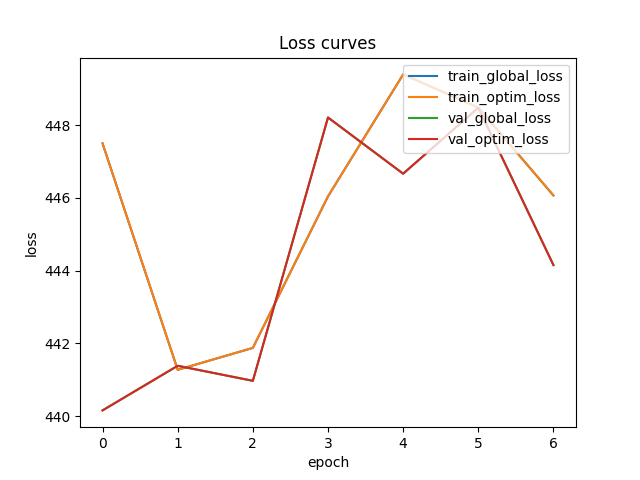 Loss curves
train_global_loss
train_optim_loss
val_global_loss
val_optim_loss
448
446
444
442
440
loss
0 1 2 3 4 5 6
epoch